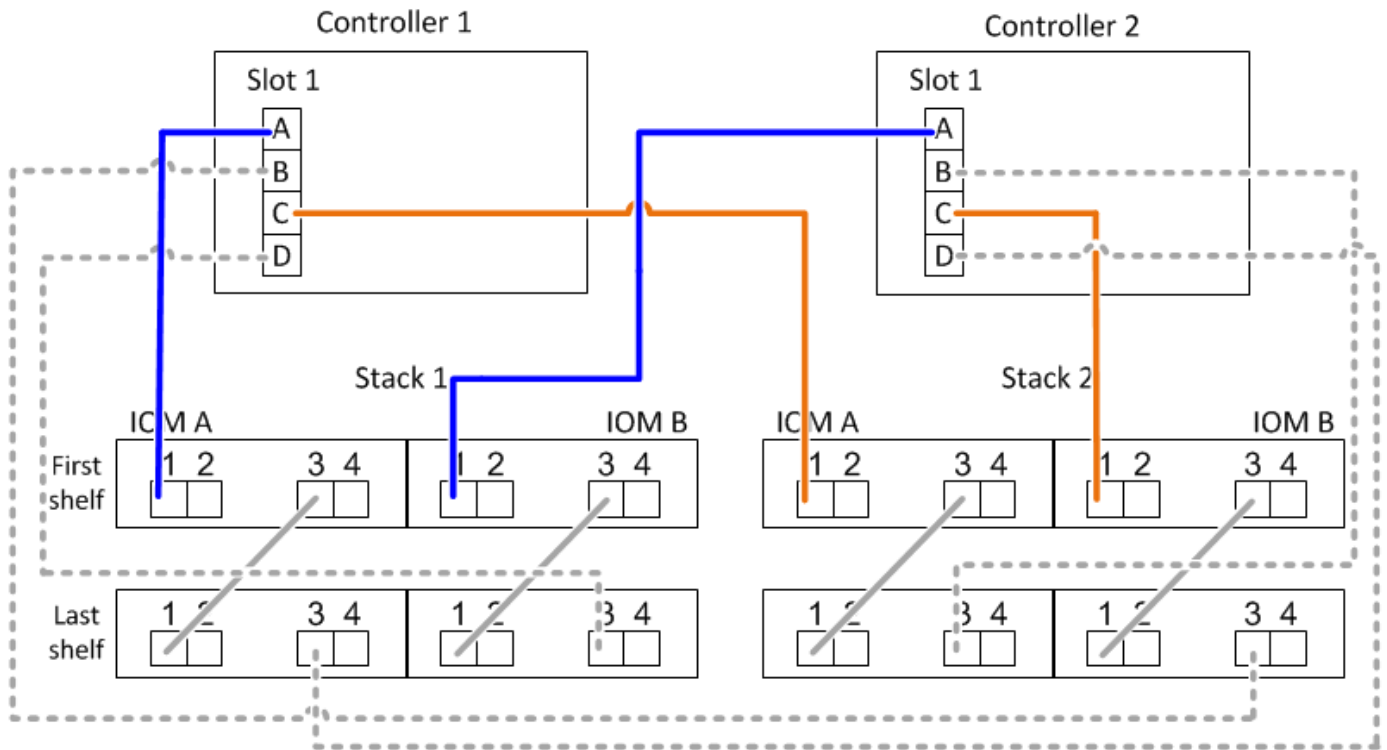 Controller 1
Controller 2
Slot 1
Slot 1
A
A
B
B
C
C
D
D
Stack 1
Stack 2
IOM A
IOM B
IOM A
IOM B
First shelf
1 2
3 4
1 2
3 4
1 2
3 4
1 2
3 4
Last shelf
1 2
3 4
1 2
3 4
1 2
3 4
1 2
3 4